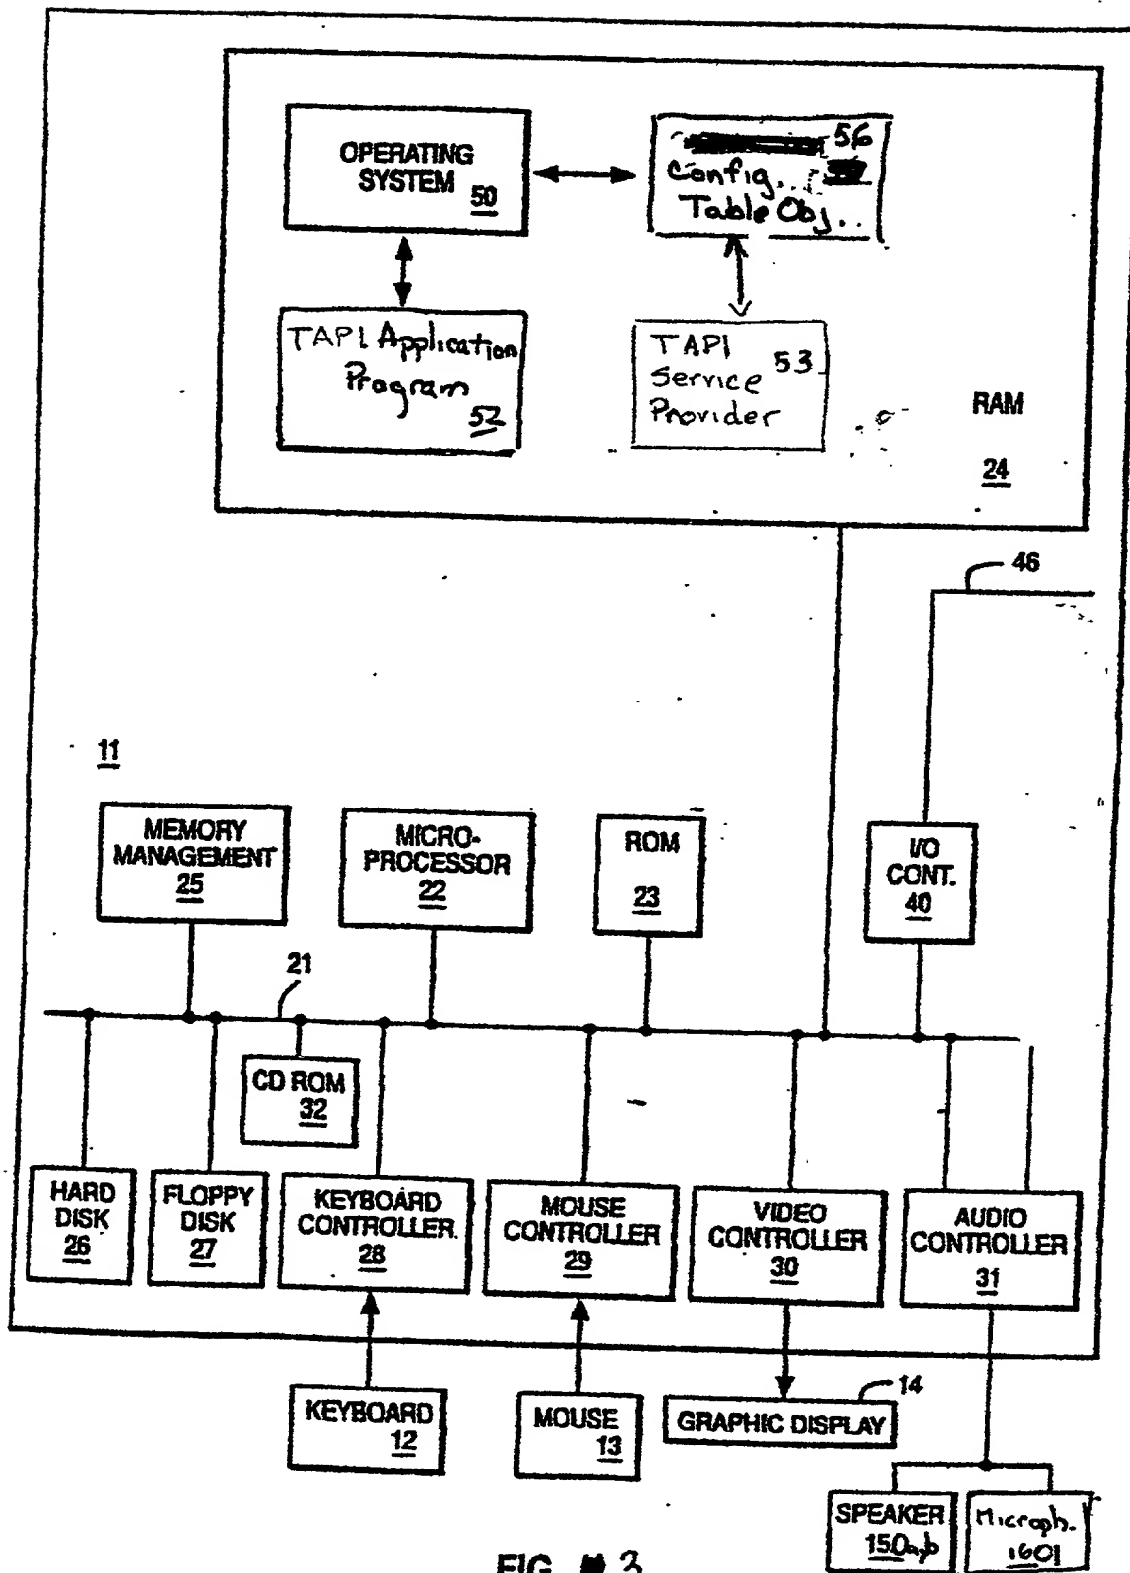 OPERATING
SYSTEM
50
56
Config.
Table Obj.
TAPI Application
Program
52
TAPI
Service
Provider
53
RAM
24
46
11
MEMORY
MANAGEMENT
25
MICRO-
PROCESSOR
22
ROM
23
I/O
CONT.
40
21
CD ROM
32
HARD
DISK
26
FLOPPY
DISK
27
KEYBOARD
CONTROLLER
28
MOUSE
CONTROLLER
29
VIDEO
CONTROLLER
30
AUDIO
CONTROLLER
31
KEYBOARD
12
MOUSE
13
14
GRAPHIC DISPLAY
SPEAKER
150a,b
Microph.
FIG. 3